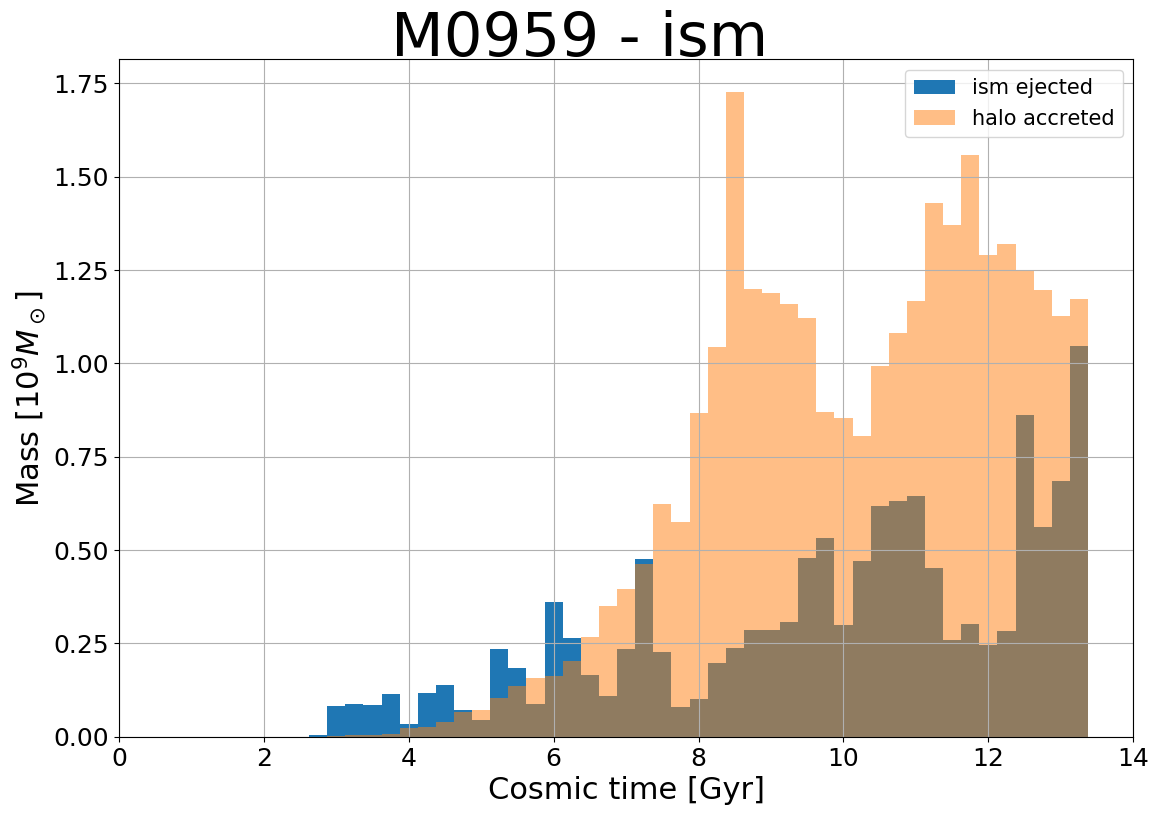 M0959 - ism
ism ejected
halo accreted
Mass [10⁹M_⊙]
1.75
1.50
1.25
1.00
0.75
0.50
0.25
0.00
0 2 4 6 8 10 12 14
Cosmic time [Gyr]